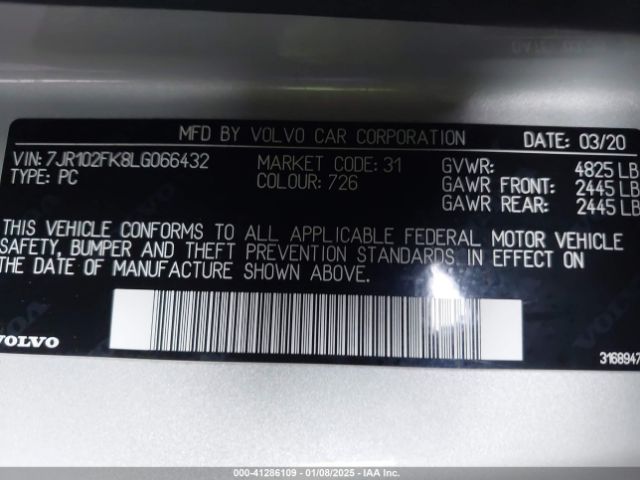 MFD BY VOLVO CAR CORPORATION DATE: 03/20
VIN: 7JR102FK8LG066432 MARKET CODE: 31 GVWR: 4825 LB
TYPE: PC COLOUR: 726 GAWR FRONT: 2445 LB
GAWR REAR: 2445 LB
THIS VEHICLE CONFORMS TO ALL APPLICABLE FEDERAL MOTOR VEHICLE
SAFETY, BUMPER AND THEFT PREVENTION STANDARDS IN EFFECT ON
THE DATE OF MANUFACTURE SHOWN ABOVE.
VOLVO
3168947
000-41286109 - 01/08/2025 - IAA Inc.